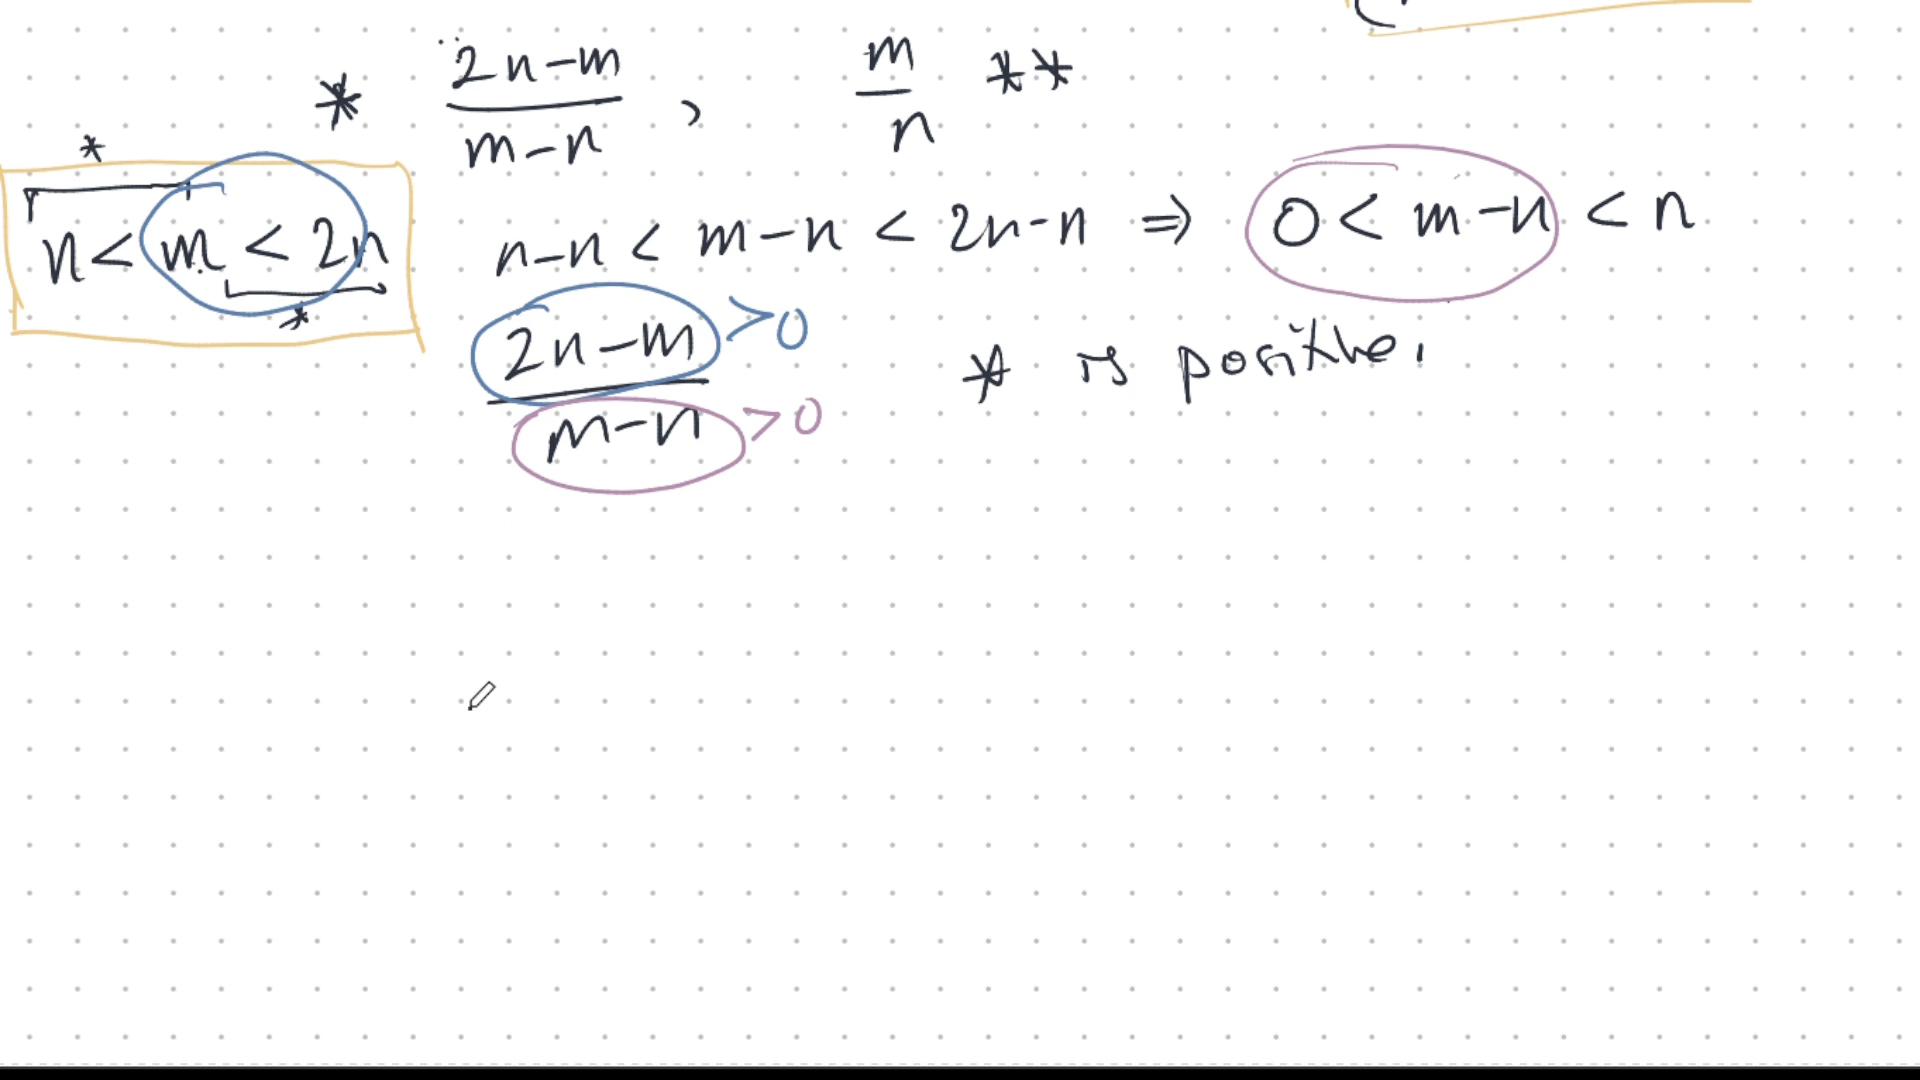 * 2n-m / m-n , m / n **
*
n < m < 2n
*
n-n < m-n < 2n-n ⇒ 0 < m-n < n
2n-m > 0
m-n > 0
* is positive.